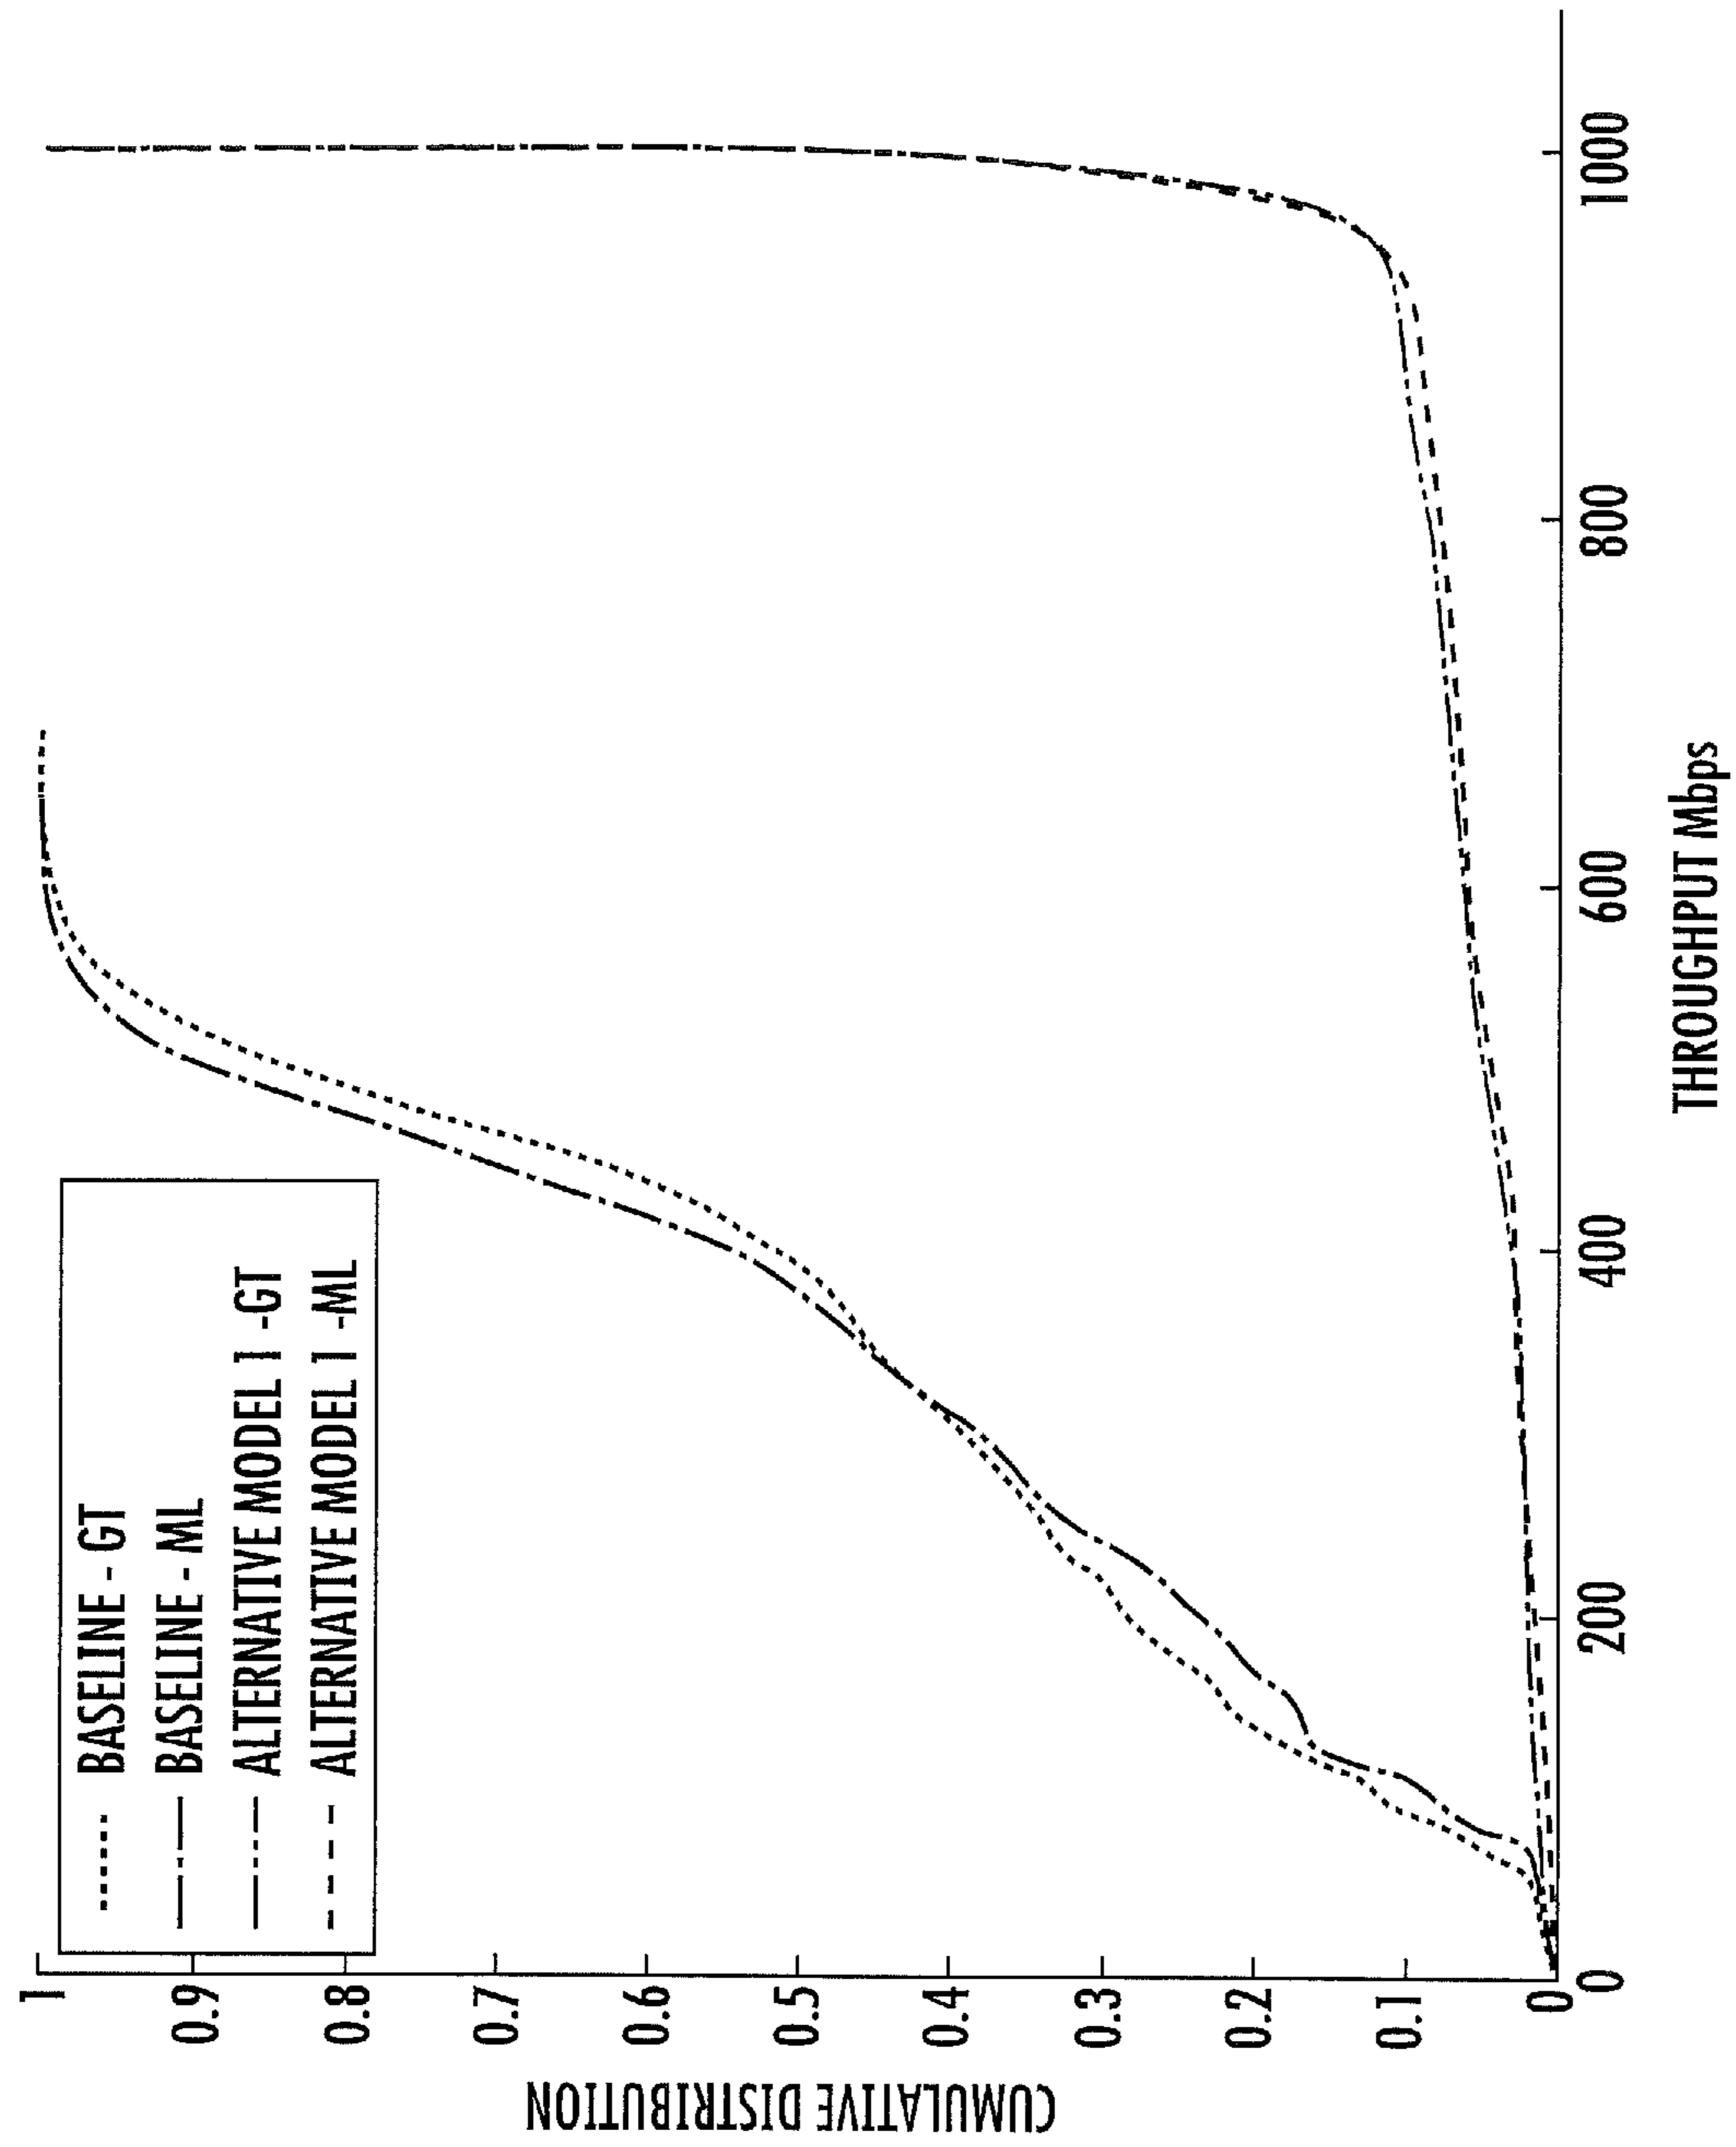 BASELINE - GT
BASELINE - ML
ALTERNATIVE MODEL 1 -GT
ALTERNATIVE MODEL 1 -ML
CUMULATIVE DISTRIBUTION
1
0.9
0.8
0.7
0.6
0.5
0.4
0.3
0.2
0.1
0
0
200
400
600
800
1000
THROUGHPUT Mbps